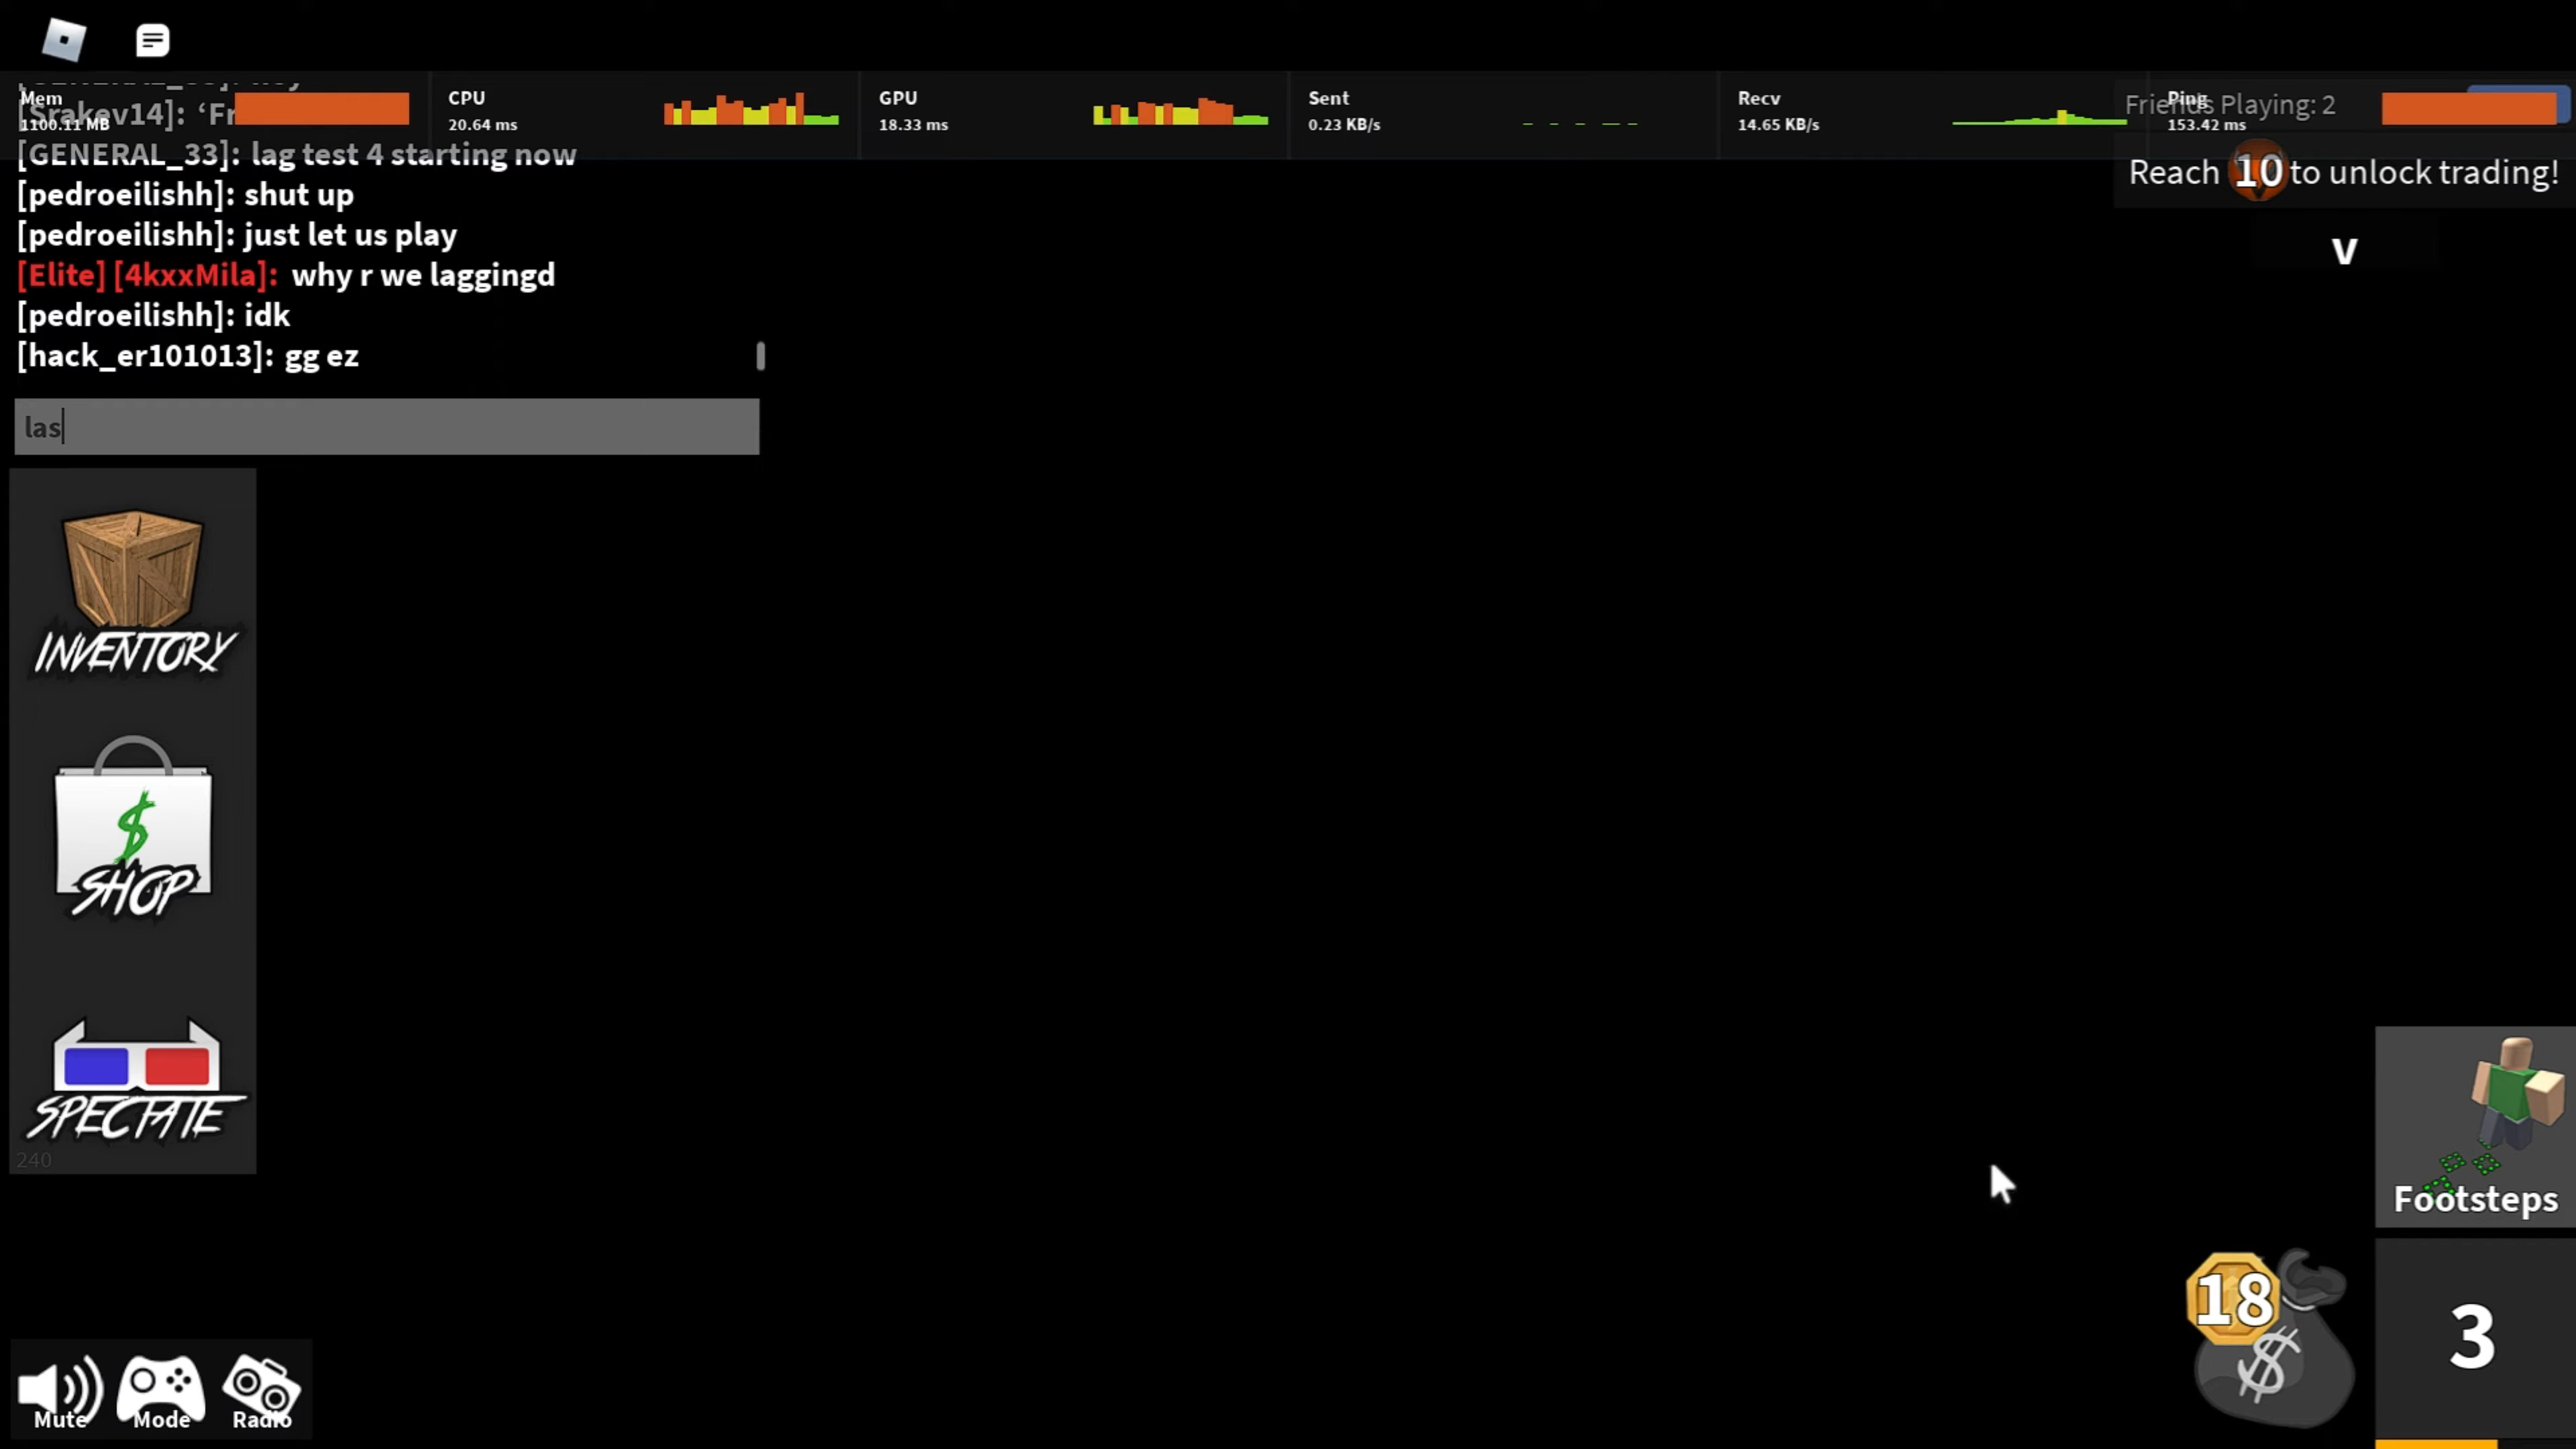 Mem
1100.11 MB
CPU
20.64 ms
GPU
18.33 ms
Sent
0.23 KB/s
Recv
14.65 KB/s
Ping
153.42 ms
Friends Playing: 2
[Srakev14]: ‘Fr
[GENERAL_33]: lag test 4 starting now
[pedroeilishh]: shut up
[pedroeilishh]: just let us play
[Elite] [4kxxMila]: why r we laggingd
[pedroeilishh]: idk
[hack_er101013]: gg ez
las
Reach 10 to unlock trading!
v
INVENTORY
$
SHOP
SPECTATE
240
Mute
Mode
Radio
Footsteps
18
$
3